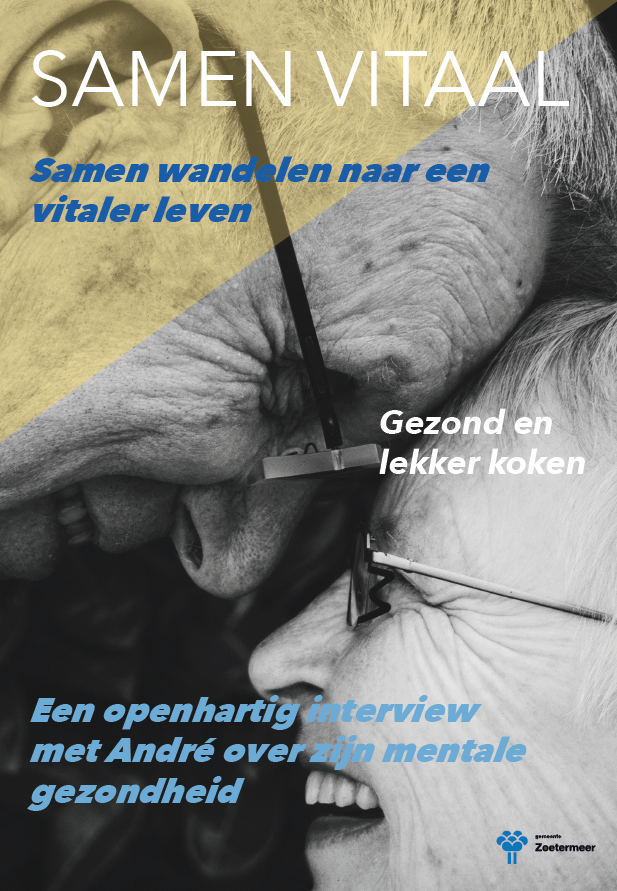 SAMEN VITAAL
Samen wandelen naar een
vitaler leven
Gezond en
lekker koken
Een openhartig interview
met André over zijn mentale
gezondheid
gemeente
Zoetermeer